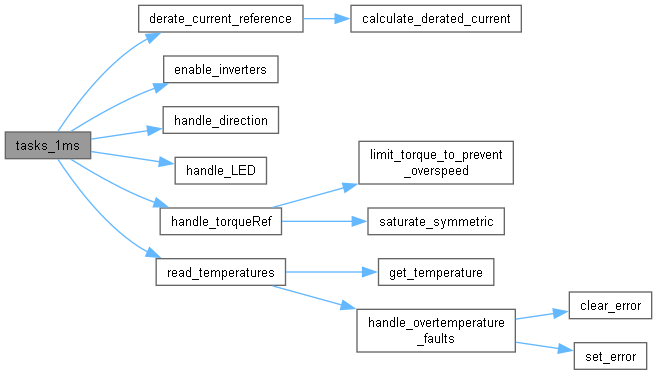 tasks_1ms
derate_current_reference
calculate_derated_current
enable_inverters
handle_direction
handle_LED
handle_torqueRef
limit_torque_to_prevent
_overspeed
saturate_symmetric
read_temperatures
get_temperature
handle_overtemperature
_faults
clear_error
set_error